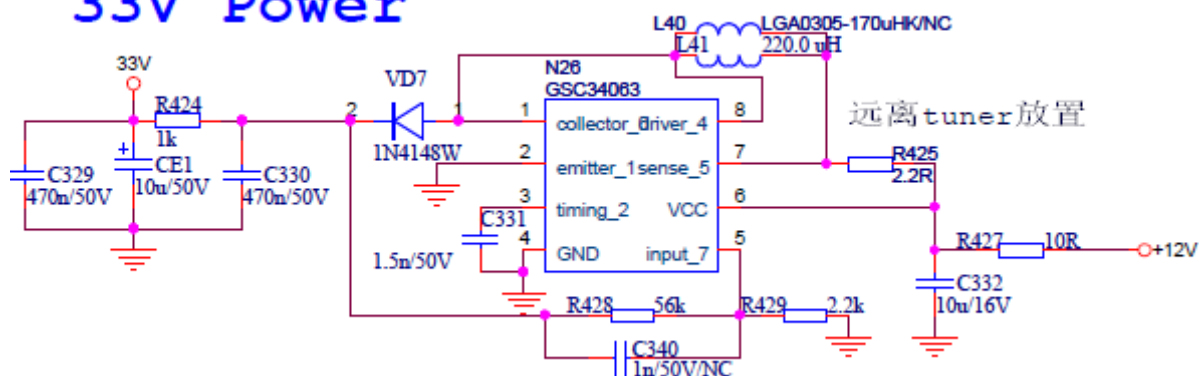 33V Power
L40
LGA0305-170uHK/NC
L41
220.0 uH
33V
VD7
N26
GSC34063
R424
2
1
1
8
远离tuner放置
collector_
driver_4
1k
1N4148W
CE1
10u/50V
C329
470n/50V
C330
470n/50V
2
7
emitter_1
sense_5
R425
2.2R
3
6
timing_2
VCC
C331
1.5n/50V
4
5
GND
input_7
R427
10R
+12V
C332
10u/16V
R428
56k
R429
2.2k
C340
1n/50V/NC